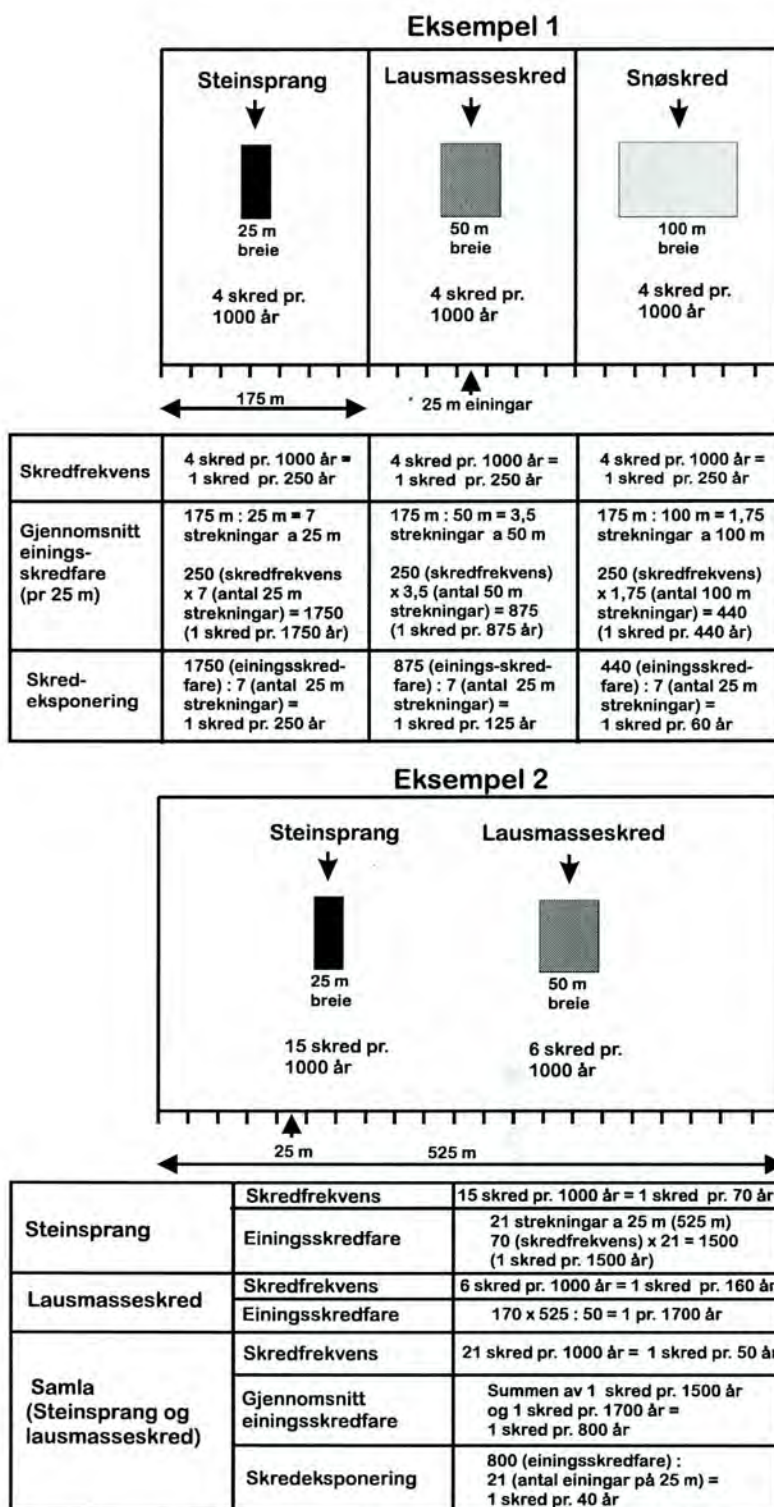 Eksempel 1
Steinsprang
Lausmasseskred
Snøskred
25 m
breie
50 m
breie
100 m
breie
4 skred pr.
1000 år
4 skred pr.
1000 år
4 skred pr.
1000 år
175 m
25 m einingar
Skredfrekvens
4 skred pr. 1000 år =
1 skred pr. 250 år
4 skred pr. 1000 år =
1 skred pr. 250 år
4 skred pr. 1000 år =
1 skred pr. 250 år
Gjennomsnitt
einings-
skredfare
(pr 25 m)
175 m : 25 m = 7
strekningar a 25 m
250 (skredfrekvens
x 7 (antal 25 m
strekningar) = 1750
(1 skred pr. 1750 år)
175 m : 50 m = 3,5
strekningar a 50 m
250 (skredfrekvens)
x 3,5 (antal 50 m
strekningar) = 875
(1 skred pr. 875 år)
175 m : 100 m = 1,75
strekningar a 100 m
250 (skredfrekvens)
x 1,75 (antal 100 m
strekningar) = 440
(1 skred pr. 440 år)
Skred-
eksponering
1750 (einingsskred-
fare) : 7 (antal 25 m
strekningar) =
1 skred pr. 250 år
875 (einings-skred-
fare) : 7 (antal 25 m
strekningar) =
1 skred pr. 125 år
440 (einingsskred-
fare) : 7 (antal 25 m
strekningar) =
1 skred pr. 60 år
Eksempel 2
Steinsprang
Lausmasseskred
25 m
breie
50 m
breie
15 skred pr.
1000 år
6 skred pr.
1000 år
25 m
525 m
Steinsprang
Skredfrekvens
15 skred pr. 1000 år = 1 skred pr. 70 år
Einingsskredfare
21 strekningar a 25 m (525 m)
70 (skredfrekvens) x 21 = 1500
(1 skred pr. 1500 år)
Lausmasseskred
Skredfrekvens
6 skred pr. 1000 år = 1 skred pr. 160 år
Einingsskredfare
170 x 525 : 50 = 1 pr. 1700 år
Samla
(Steinsprang og
lausmasseskred)
Skredfrekvens
21 skred pr. 1000 år = 1 skred pr. 50 år
Gjennomsnitt
einingsskredfare
Summen av 1 skred pr. 1500 år
og 1 skred pr. 1700 år =
1 skred pr. 800 år
Skredeksponering
800 (einingsskredfare) :
21 (antal einingar på 25 m) =
1 skred pr. 40 år